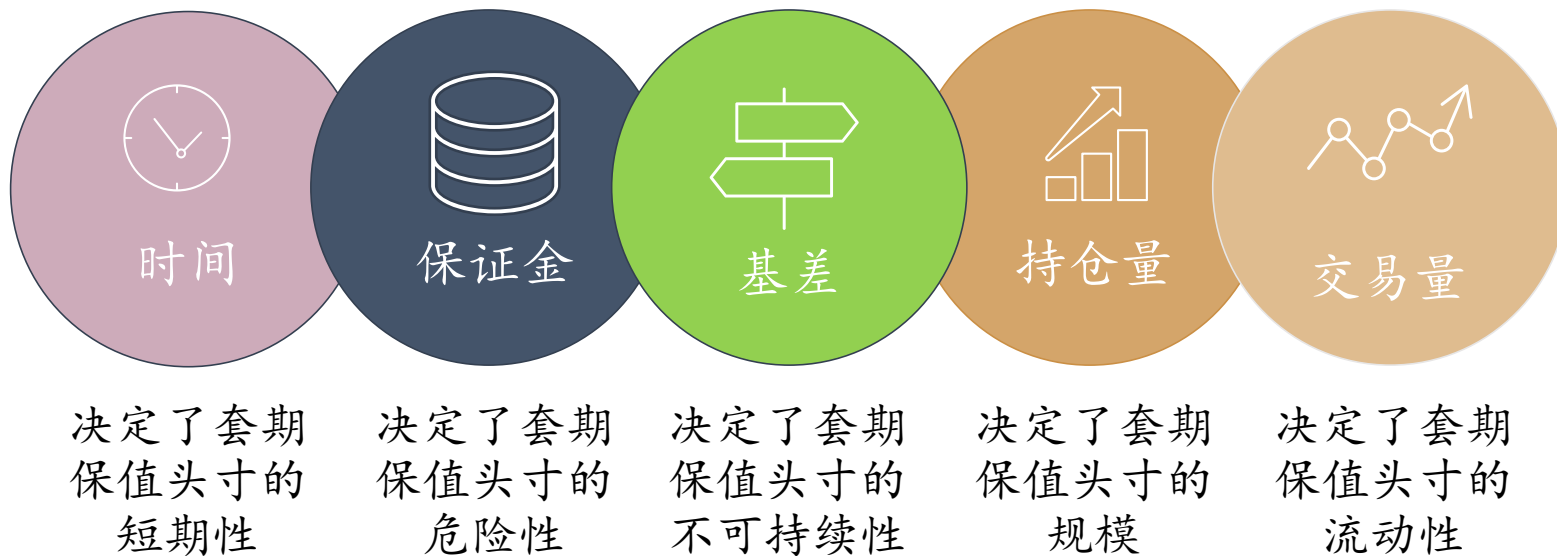 时间
决定了套期
保值头寸的
短期性
保证金
决定了套期
保值头寸的
危险性
基差
决定了套期
保值头寸的
不可持续性
持仓量
决定了套期
保值头寸的
规模
交易量
决定了套期
保值头寸的
流动性